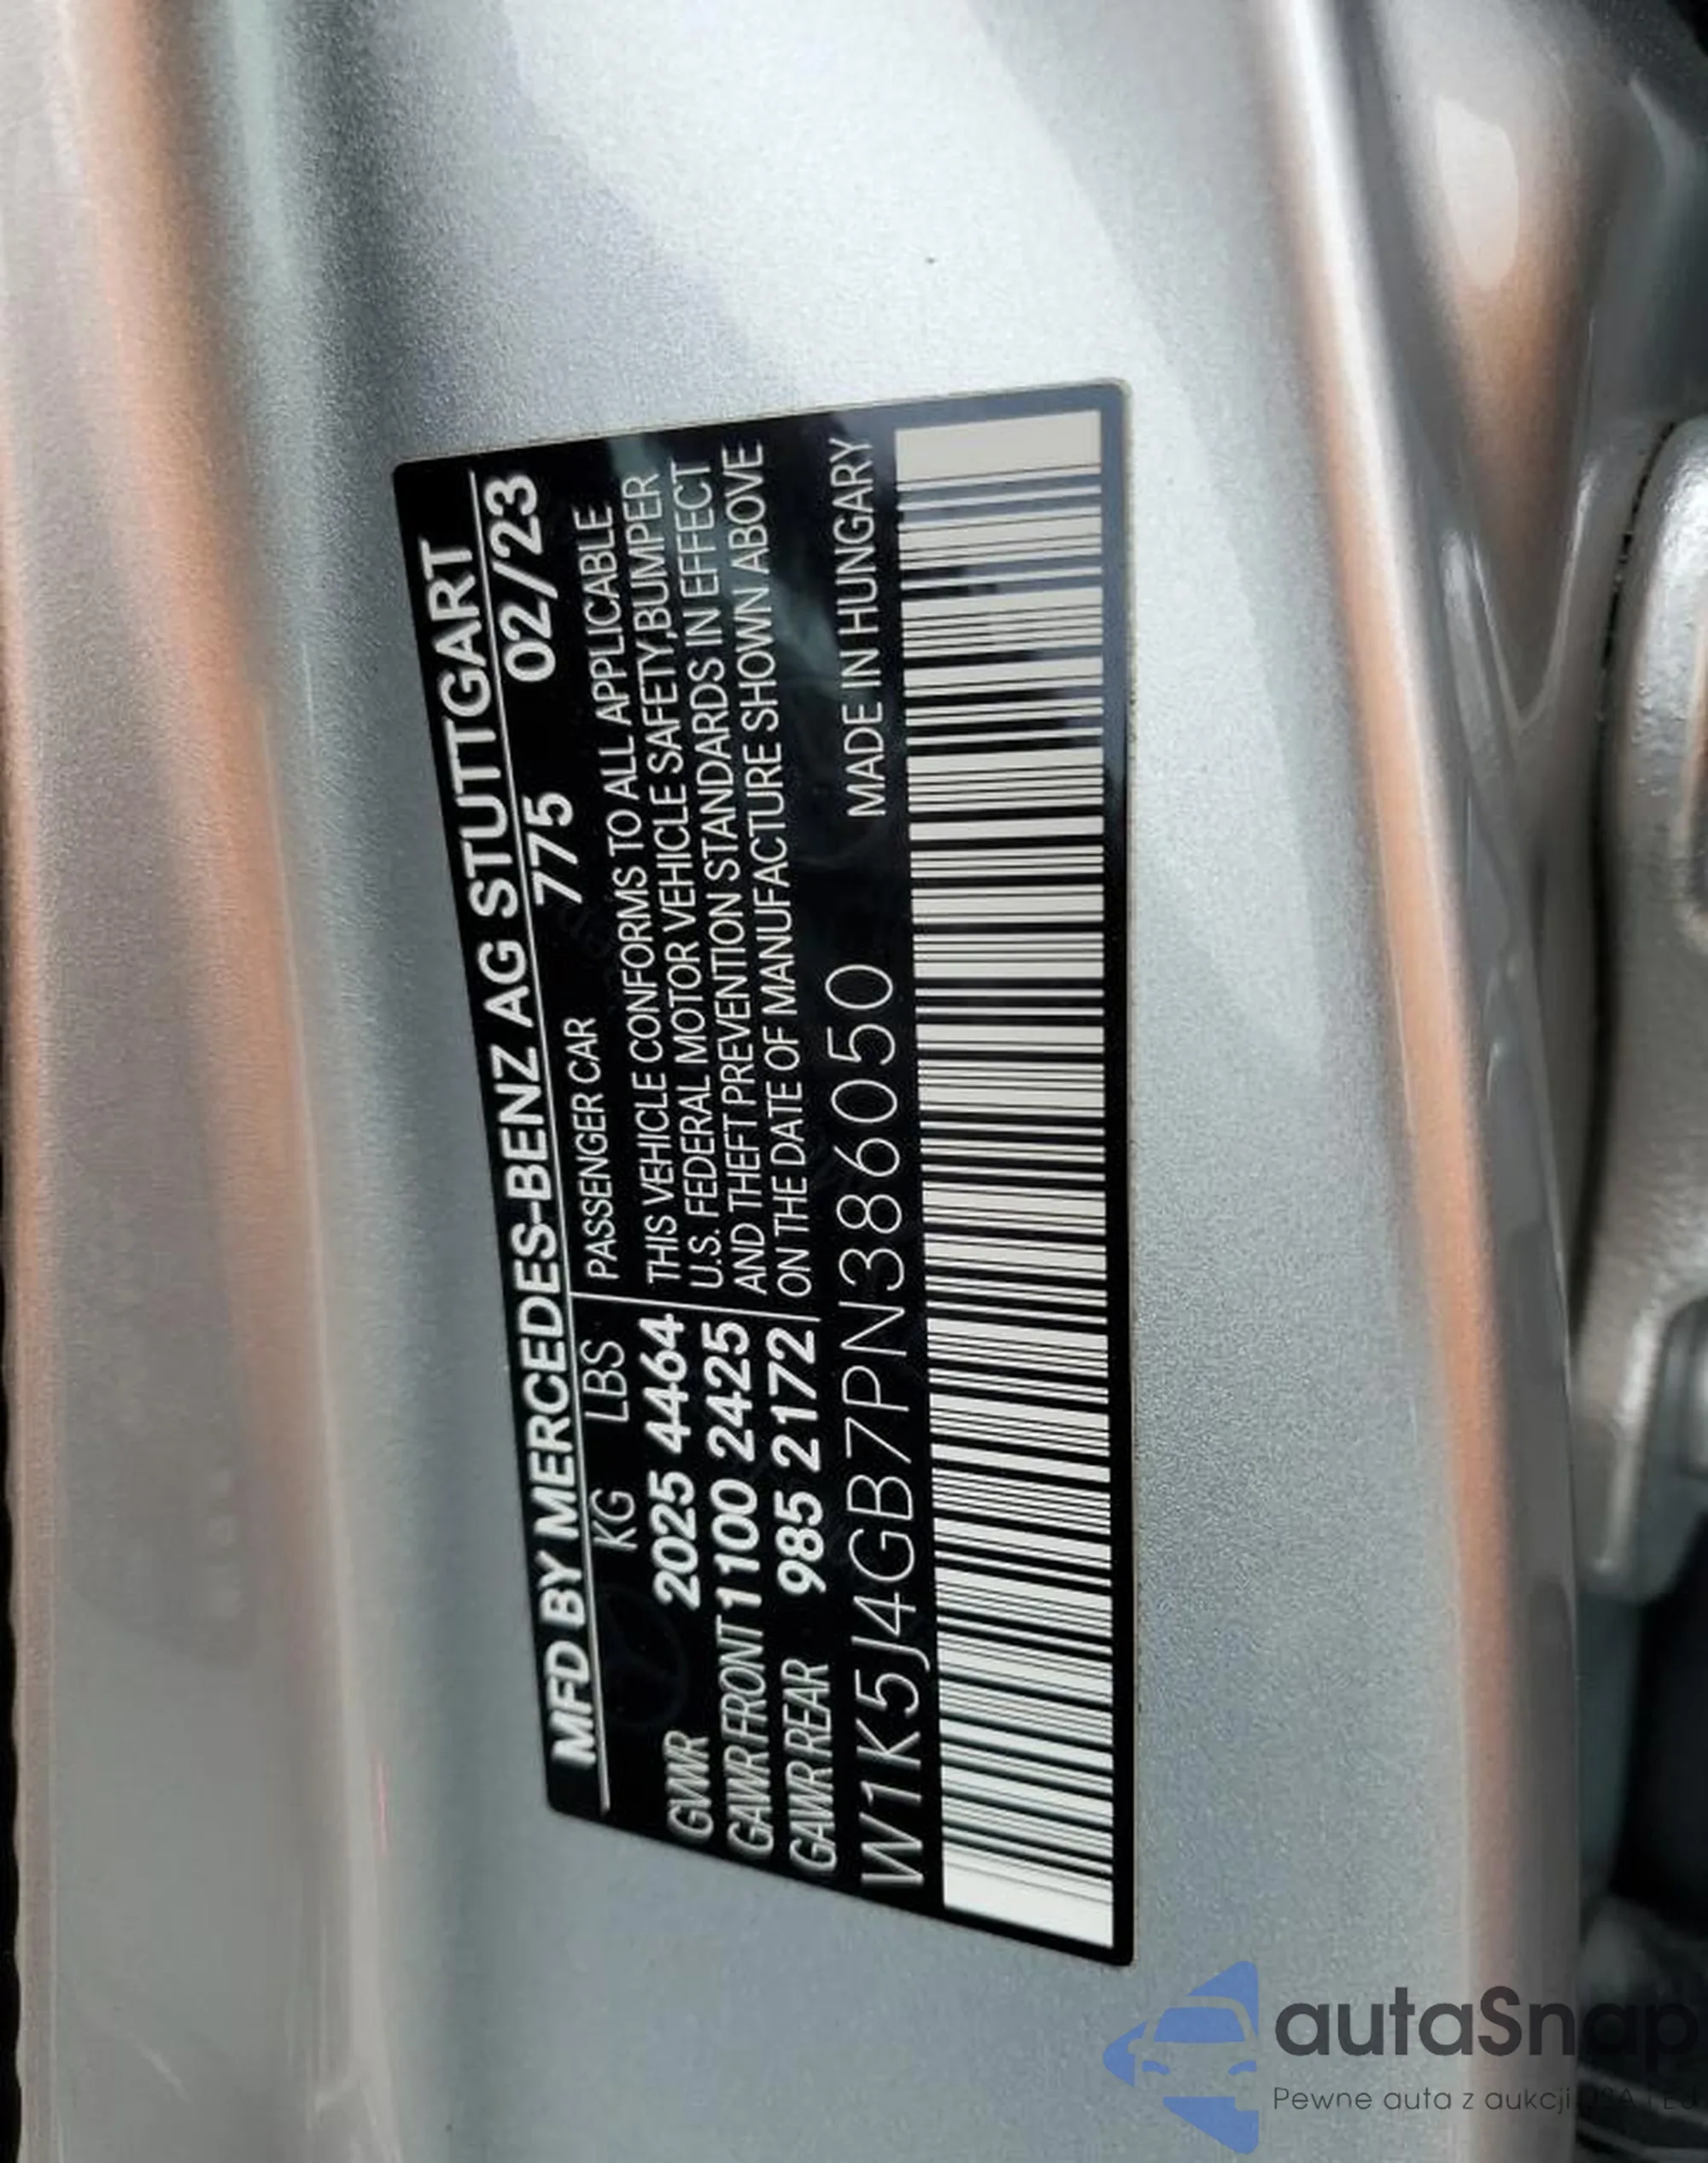 MFD BY MERCEDES-BENZ AG STUTTGART
KG LBS PASSENGER CAR 775 02/23
GVWR 2025 4464 THIS VEHICLE CONFORMS TO ALL APPLICABLE
GAWR FRONT 1100 2425 U.S. FEDERAL MOTOR VEHICLE SAFETY,BUMPER
GAWR REAR 985 2172 AND THEFT PREVENTION STANDARDS IN EFFECT
ON THE DATE OF MANUFACTURE SHOWN ABOVE
W1K5J4GB7PN386050 MADE IN HUNGARY
autaSnap
Pewne auta z aukcji USA i